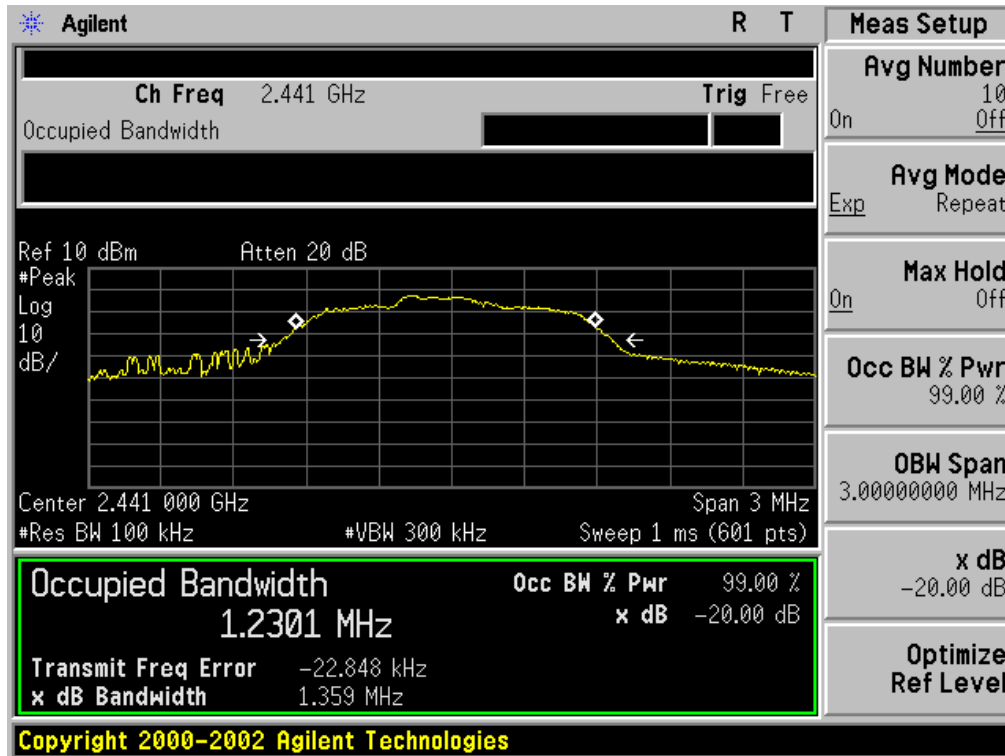 Agilent R T
Ch Freq 2.441 GHz Trig Free
Occupied Bandwidth
Ref 10 dBm Atten 20 dB
#Peak
Log
10
dB/
Center 2.441 000 GHz Span 3 MHz
#Res BW 100 kHz #VBW 300 kHz Sweep 1 ms (601 pts)
Occupied Bandwidth
1.2301 MHz
Occ BW % Pwr 99.00 %
x dB -20.00 dB
Transmit Freq Error -22.848 kHz
x dB Bandwidth 1.359 MHz
Meas Setup
Avg Number
10
On Off
Avg Mode
Exp Repeat
Max Hold
On Off
Occ BW % Pwr
99.00 %
OBW Span
3.00000000 MHz
x dB
-20.00 dB
Optimize
Ref Level
Copyright 2000-2002 Agilent Technologies